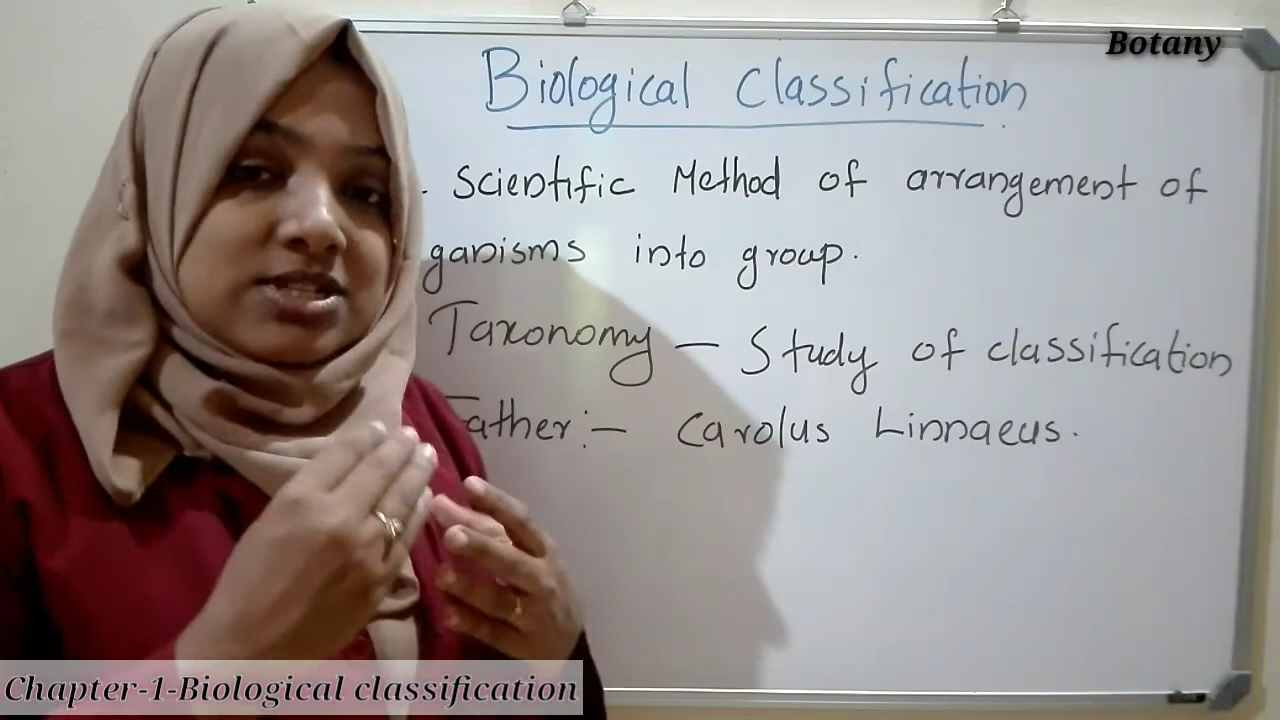 Botany
Biological Classification
Scientific Method of arrangement of
ganisms into group.
Taxonomy — Study of classification
Father:- Carolus Linnaeus.
Chapter-1-Biological classification